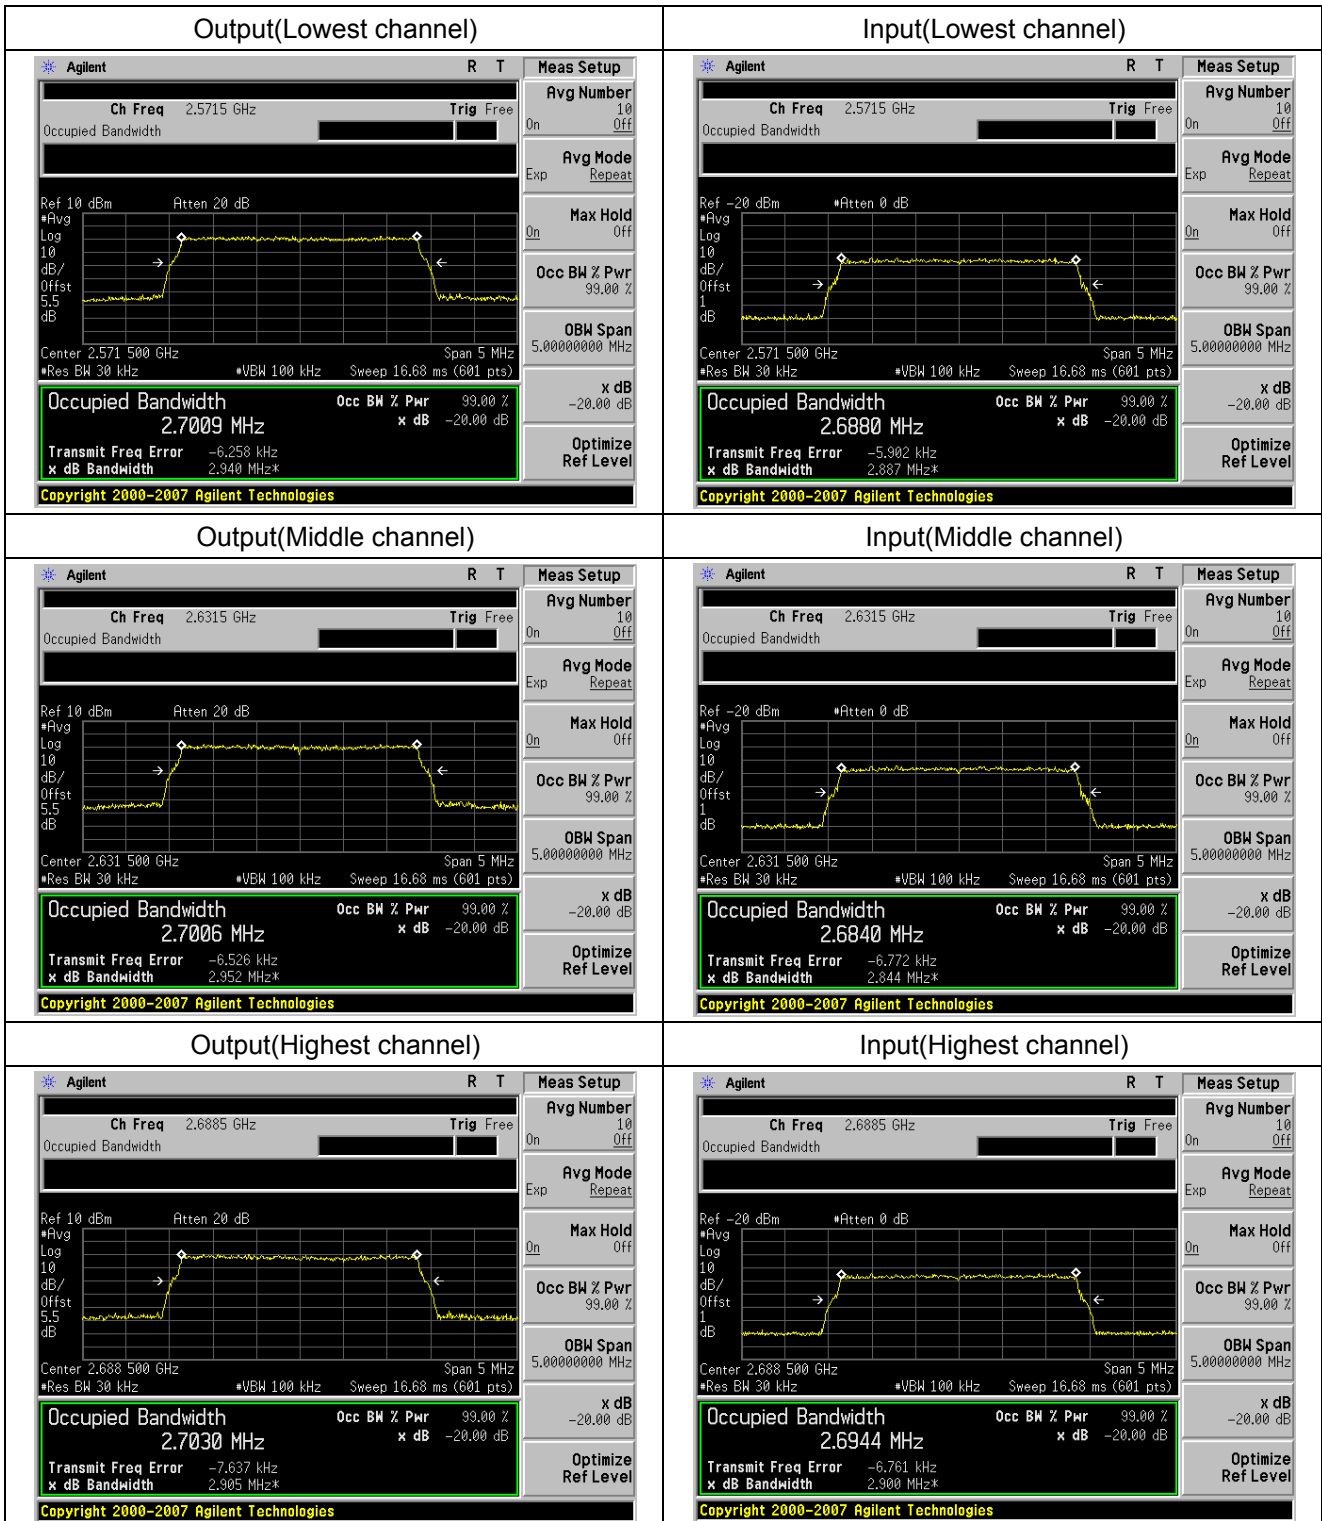 Output(Lowest channel)
Agilent R T Meas Setup
Ch Freq 2.5715 GHz Trig Free
Occupied Bandwidth
Avg Number
10
On Off
Avg Mode
Exp Repeat
Ref 10 dBm Atten 20 dB
#Avg
Log
10
dB/
Offst
5.5
dB
Max Hold
On Off
Occ BW % Pwr
99.00 %
OBW Span
5.00000000 MHz
Center 2.571 500 GHz Span 5 MHz
#Res BW 30 kHz #VBW 100 kHz Sweep 16.68 ms (601 pts)
Occupied Bandwidth Occ BW % Pwr 99.00 %
2.7009 MHz x dB -20.00 dB
Transmit Freq Error -6.258 kHz
x dB Bandwidth 2.940 MHz*
x dB
-20.00 dB
Optimize
Ref Level
Copyright 2000-2007 Agilent Technologies
Input(Lowest channel)
Agilent R T Meas Setup
Ch Freq 2.5715 GHz Trig Free
Occupied Bandwidth
Avg Number
10
On Off
Avg Mode
Exp Repeat
Ref -20 dBm #Atten 0 dB
#Avg
Log
10
dB/
Offst
1
dB
Max Hold
On Off
Occ BW % Pwr
99.00 %
OBW Span
5.00000000 MHz
Center 2.571 500 GHz Span 5 MHz
#Res BW 30 kHz #VBW 100 kHz Sweep 16.68 ms (601 pts)
Occupied Bandwidth Occ BW % Pwr 99.00 %
2.6880 MHz x dB -20.00 dB
Transmit Freq Error -5.902 kHz
x dB Bandwidth 2.887 MHz*
x dB
-20.00 dB
Optimize
Ref Level
Copyright 2000-2007 Agilent Technologies
Output(Middle channel)
Agilent R T Meas Setup
Ch Freq 2.6315 GHz Trig Free
Occupied Bandwidth
Avg Number
10
On Off
Avg Mode
Exp Repeat
Ref 10 dBm Atten 20 dB
#Avg
Log
10
dB/
Offst
5.5
dB
Max Hold
On Off
Occ BW % Pwr
99.00 %
OBW Span
5.00000000 MHz
Center 2.631 500 GHz Span 5 MHz
#Res BW 30 kHz #VBW 100 kHz Sweep 16.68 ms (601 pts)
Occupied Bandwidth Occ BW % Pwr 99.00 %
2.7006 MHz x dB -20.00 dB
Transmit Freq Error -6.526 kHz
x dB Bandwidth 2.952 MHz*
x dB
-20.00 dB
Optimize
Ref Level
Copyright 2000-2007 Agilent Technologies
Input(Middle channel)
Agilent R T Meas Setup
Ch Freq 2.6315 GHz Trig Free
Occupied Bandwidth
Avg Number
10
On Off
Avg Mode
Exp Repeat
Ref -20 dBm #Atten 0 dB
#Avg
Log
10
dB/
Offst
1
dB
Max Hold
On Off
Occ BW % Pwr
99.00 %
OBW Span
5.00000000 MHz
Center 2.631 500 GHz Span 5 MHz
#Res BW 30 kHz #VBW 100 kHz Sweep 16.68 ms (601 pts)
Occupied Bandwidth Occ BW % Pwr 99.00 %
2.6840 MHz x dB -20.00 dB
Transmit Freq Error -6.772 kHz
x dB Bandwidth 2.844 MHz*
x dB
-20.00 dB
Optimize
Ref Level
Copyright 2000-2007 Agilent Technologies
Output(Highest channel)
Agilent R T Meas Setup
Ch Freq 2.6885 GHz Trig Free
Occupied Bandwidth
Avg Number
10
On Off
Avg Mode
Exp Repeat
Ref 10 dBm Atten 20 dB
#Avg
Log
10
dB/
Offst
5.5
dB
Max Hold
On Off
Occ BW % Pwr
99.00 %
OBW Span
5.00000000 MHz
Center 2.688 500 GHz Span 5 MHz
#Res BW 30 kHz #VBW 100 kHz Sweep 16.68 ms (601 pts)
Occupied Bandwidth Occ BW % Pwr 99.00 %
2.7030 MHz x dB -20.00 dB
Transmit Freq Error -7.637 kHz
x dB Bandwidth 2.905 MHz*
x dB
-20.00 dB
Optimize
Ref Level
Copyright 2000-2007 Agilent Technologies
Input(Highest channel)
Agilent R T Meas Setup
Ch Freq 2.6885 GHz Trig Free
Occupied Bandwidth
Avg Number
10
On Off
Avg Mode
Exp Repeat
Ref -20 dBm #Atten 0 dB
#Avg
Log
10
dB/
Offst
1
dB
Max Hold
On Off
Occ BW % Pwr
99.00 %
OBW Span
5.00000000 MHz
Center 2.688 500 GHz Span 5 MHz
#Res BW 30 kHz #VBW 100 kHz Sweep 16.68 ms (601 pts)
Occupied Bandwidth Occ BW % Pwr 99.00 %
2.6944 MHz x dB -20.00 dB
Transmit Freq Error -6.761 kHz
x dB Bandwidth 2.900 MHz*
x dB
-20.00 dB
Optimize
Ref Level
Copyright 2000-2007 Agilent Technologies